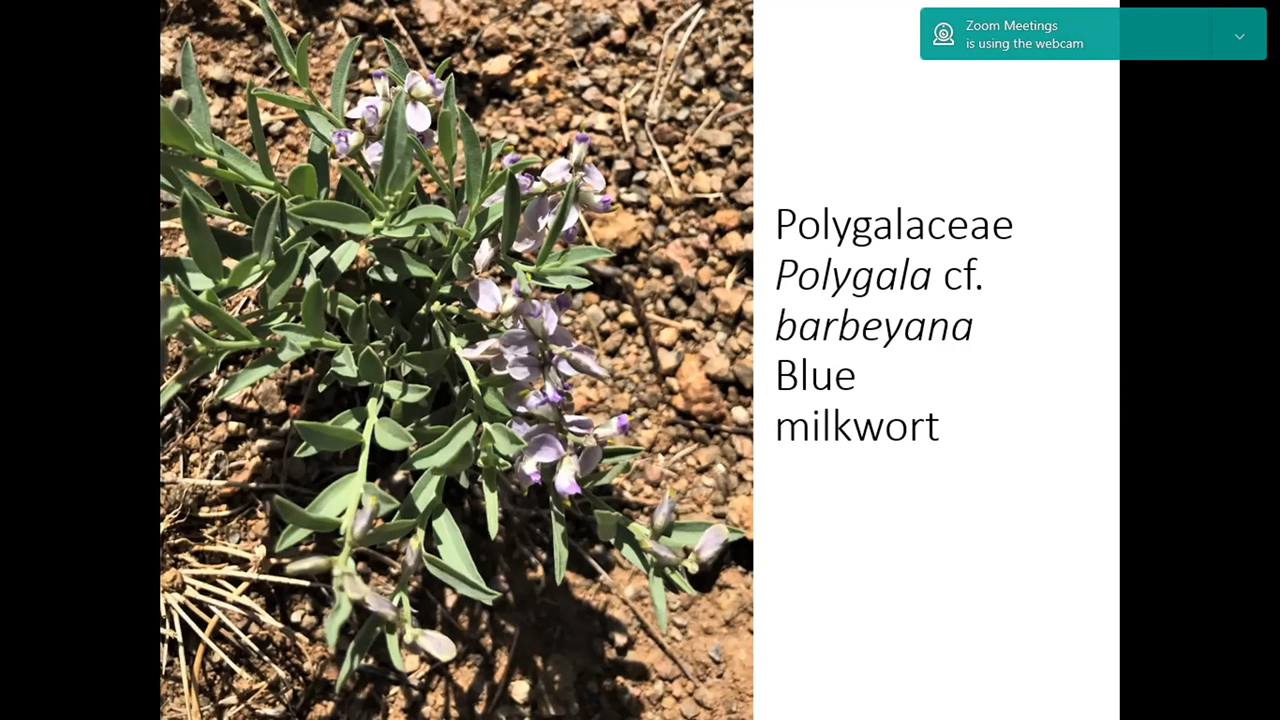 Zoom Meetings
is using the webcam
Polygalaceae
Polygala cf.
barbeyana
Blue
milkwort